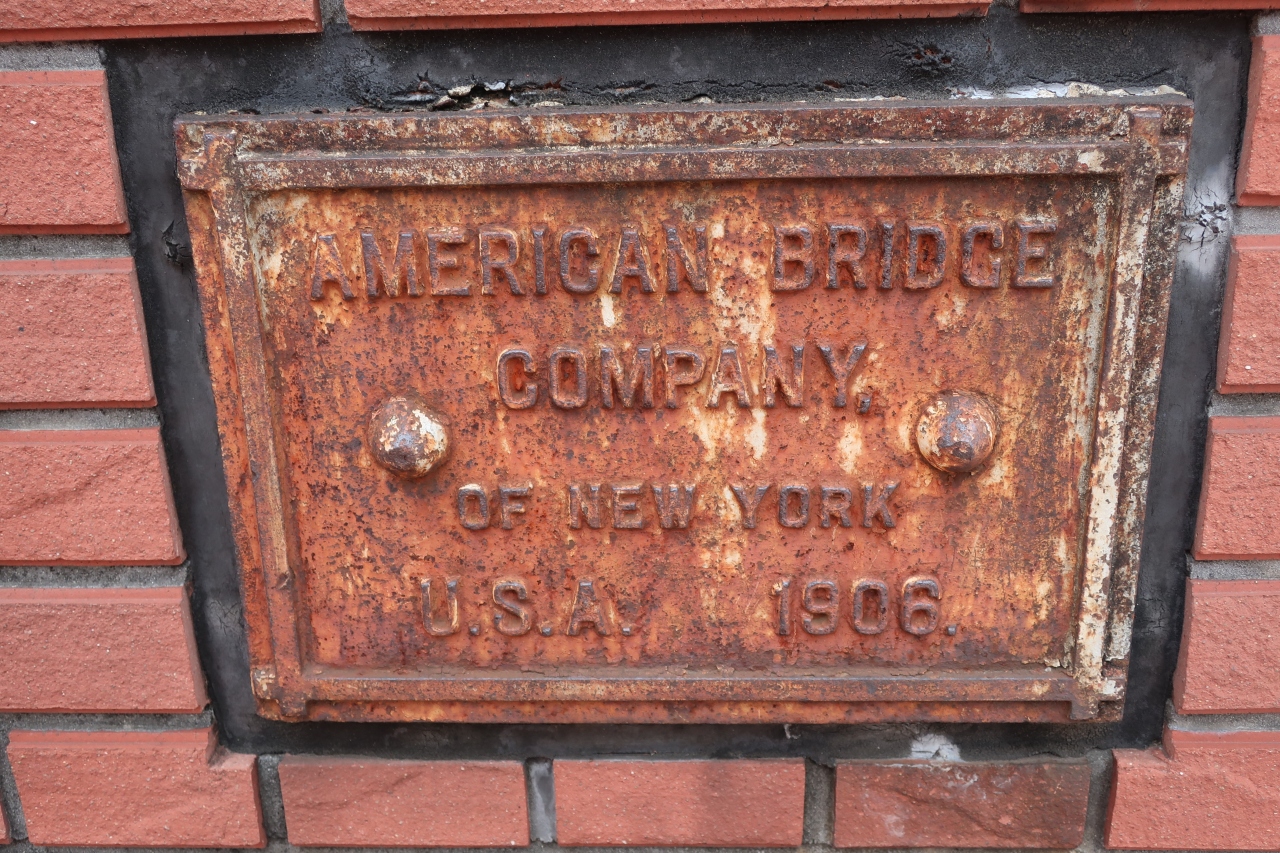 AMERICAN BRIDGE
COMPANY,
OF NEW YORK
U.S.A. 1906.